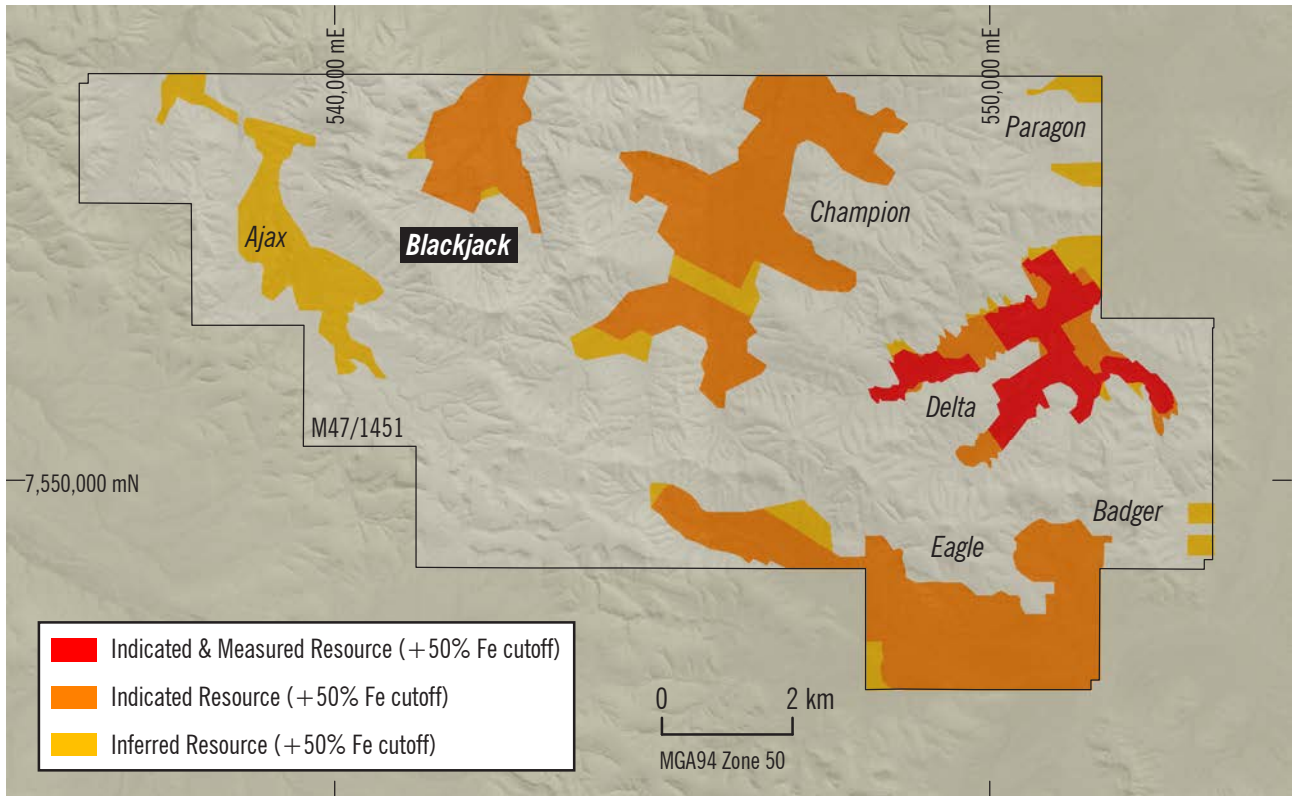 540,000 mE
550,000 mE
Paragon
Ajax
Blackjack
Champion
Delta
M47/1451
7,550,000 mN
Badger
Eagle
Indicated & Measured Resource (+50% Fe cutoff)
Indicated Resource (+50% Fe cutoff)
Inferred Resource (+50% Fe cutoff)
0 2 km
MGA94 Zone 50